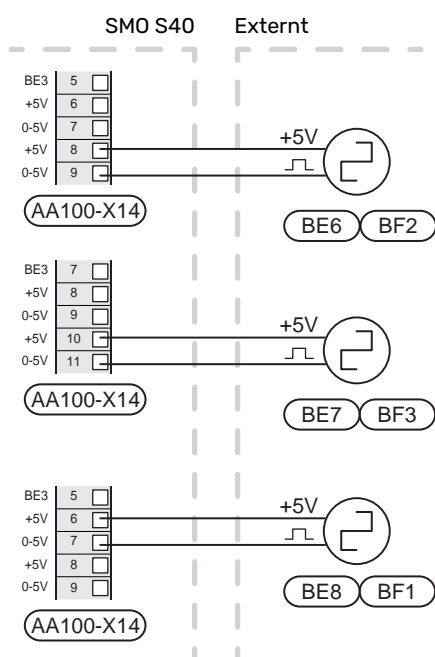 SMO S40 Externt
BE3 5
+5V 6
0-5V 7
+5V 8 +5V
0-5V 9
AA100-X14
BE6 BF2
BE3 7
+5V 8
0-5V 9
+5V 10 +5V
0-5V 11
AA100-X14
BE7 BF3
BE3 5
+5V 6 +5V
0-5V 7
+5V 8
0-5V 9
BE8 BF1
AA100-X14